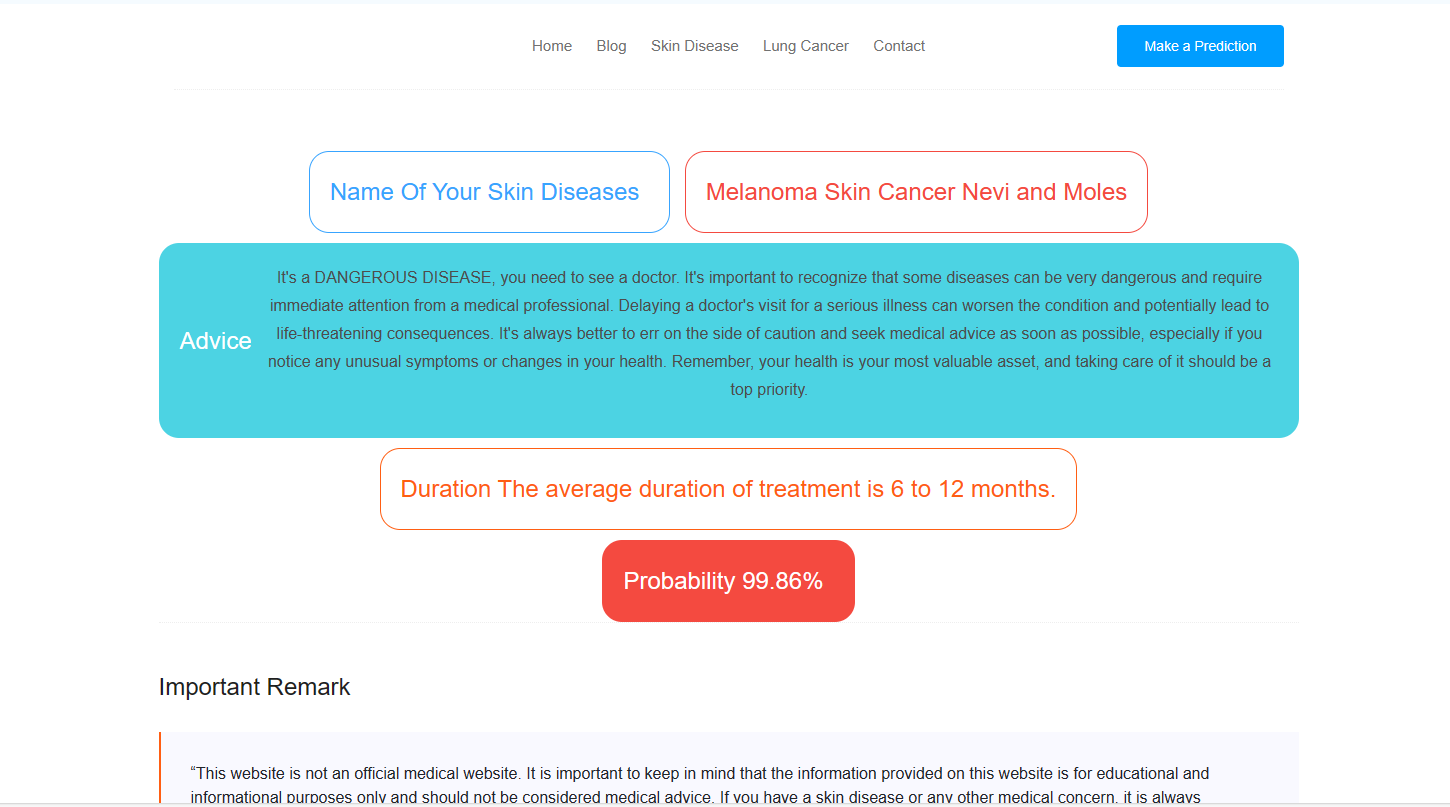 Home Blog Skin Disease Lung Cancer Contact Make a Prediction
Name Of Your Skin Diseases Melanoma Skin Cancer Nevi and Moles
It's a DANGEROUS DISEASE, you need to see a doctor. It's important to recognize that some diseases can be very dangerous and require
immediate attention from a medical professional. Delaying a doctor's visit for a serious illness can worsen the condition and potentially lead to
Advice life-threatening consequences. It's always better to err on the side of caution and seek medical advice as soon as possible, especially if you
notice any unusual symptoms or changes in your health. Remember, your health is your most valuable asset, and taking care of it should be a
top priority.
Duration The average duration of treatment is 6 to 12 months.
Probability 99.86%
Important Remark
“This website is not an official medical website. It is important to keep in mind that the information provided on this website is for educational and
informational purposes only and should not be considered medical advice. If you have a skin disease or any other medical concern, it is always